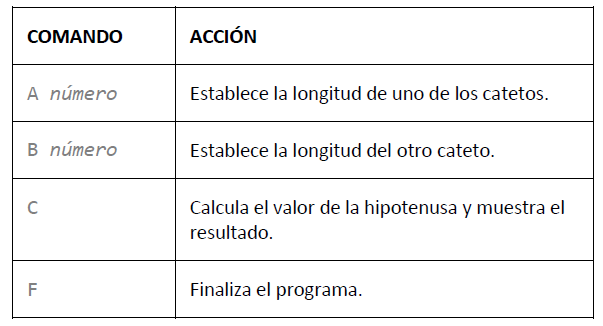 COMANDO ACCIÓN
A número Establece la longitud de uno de los catetos.
B número Establece la longitud del otro cateto.
C Calcula el valor de la hipotenusa y muestra el
resultado.
F Finaliza el programa.